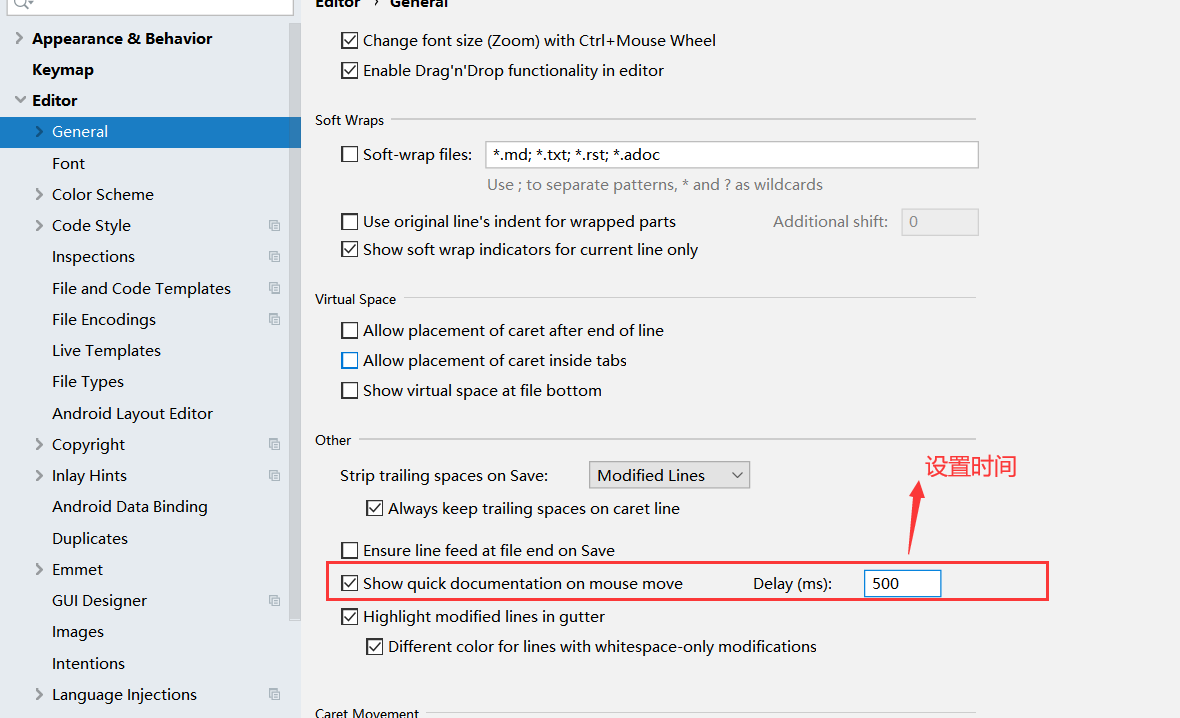 Editor › General
Appearance & Behavior
Keymap
Editor
General
Font
Color Scheme
Code Style
Inspections
File and Code Templates
File Encodings
Live Templates
File Types
Android Layout Editor
Copyright
Inlay Hints
Android Data Binding
Duplicates
Emmet
GUI Designer
Images
Intentions
Language Injections
Change font size (Zoom) with Ctrl+Mouse Wheel
Enable Drag'n'Drop functionality in editor
Soft Wraps
Soft-wrap files: *.md; *.txt; *.rst; *.adoc
Use ; to separate patterns, * and ? as wildcards
Use original line's indent for wrapped parts Additional shift: 0
Show soft wrap indicators for current line only
Virtual Space
Allow placement of caret after end of line
Allow placement of caret inside tabs
Show virtual space at file bottom
Other
设置时间
Strip trailing spaces on Save: Modified Lines
Always keep trailing spaces on caret line
Ensure line feed at file end on Save
Show quick documentation on mouse move Delay (ms): 500
Highlight modified lines in gutter
Different color for lines with whitespace-only modifications
Caret Movement